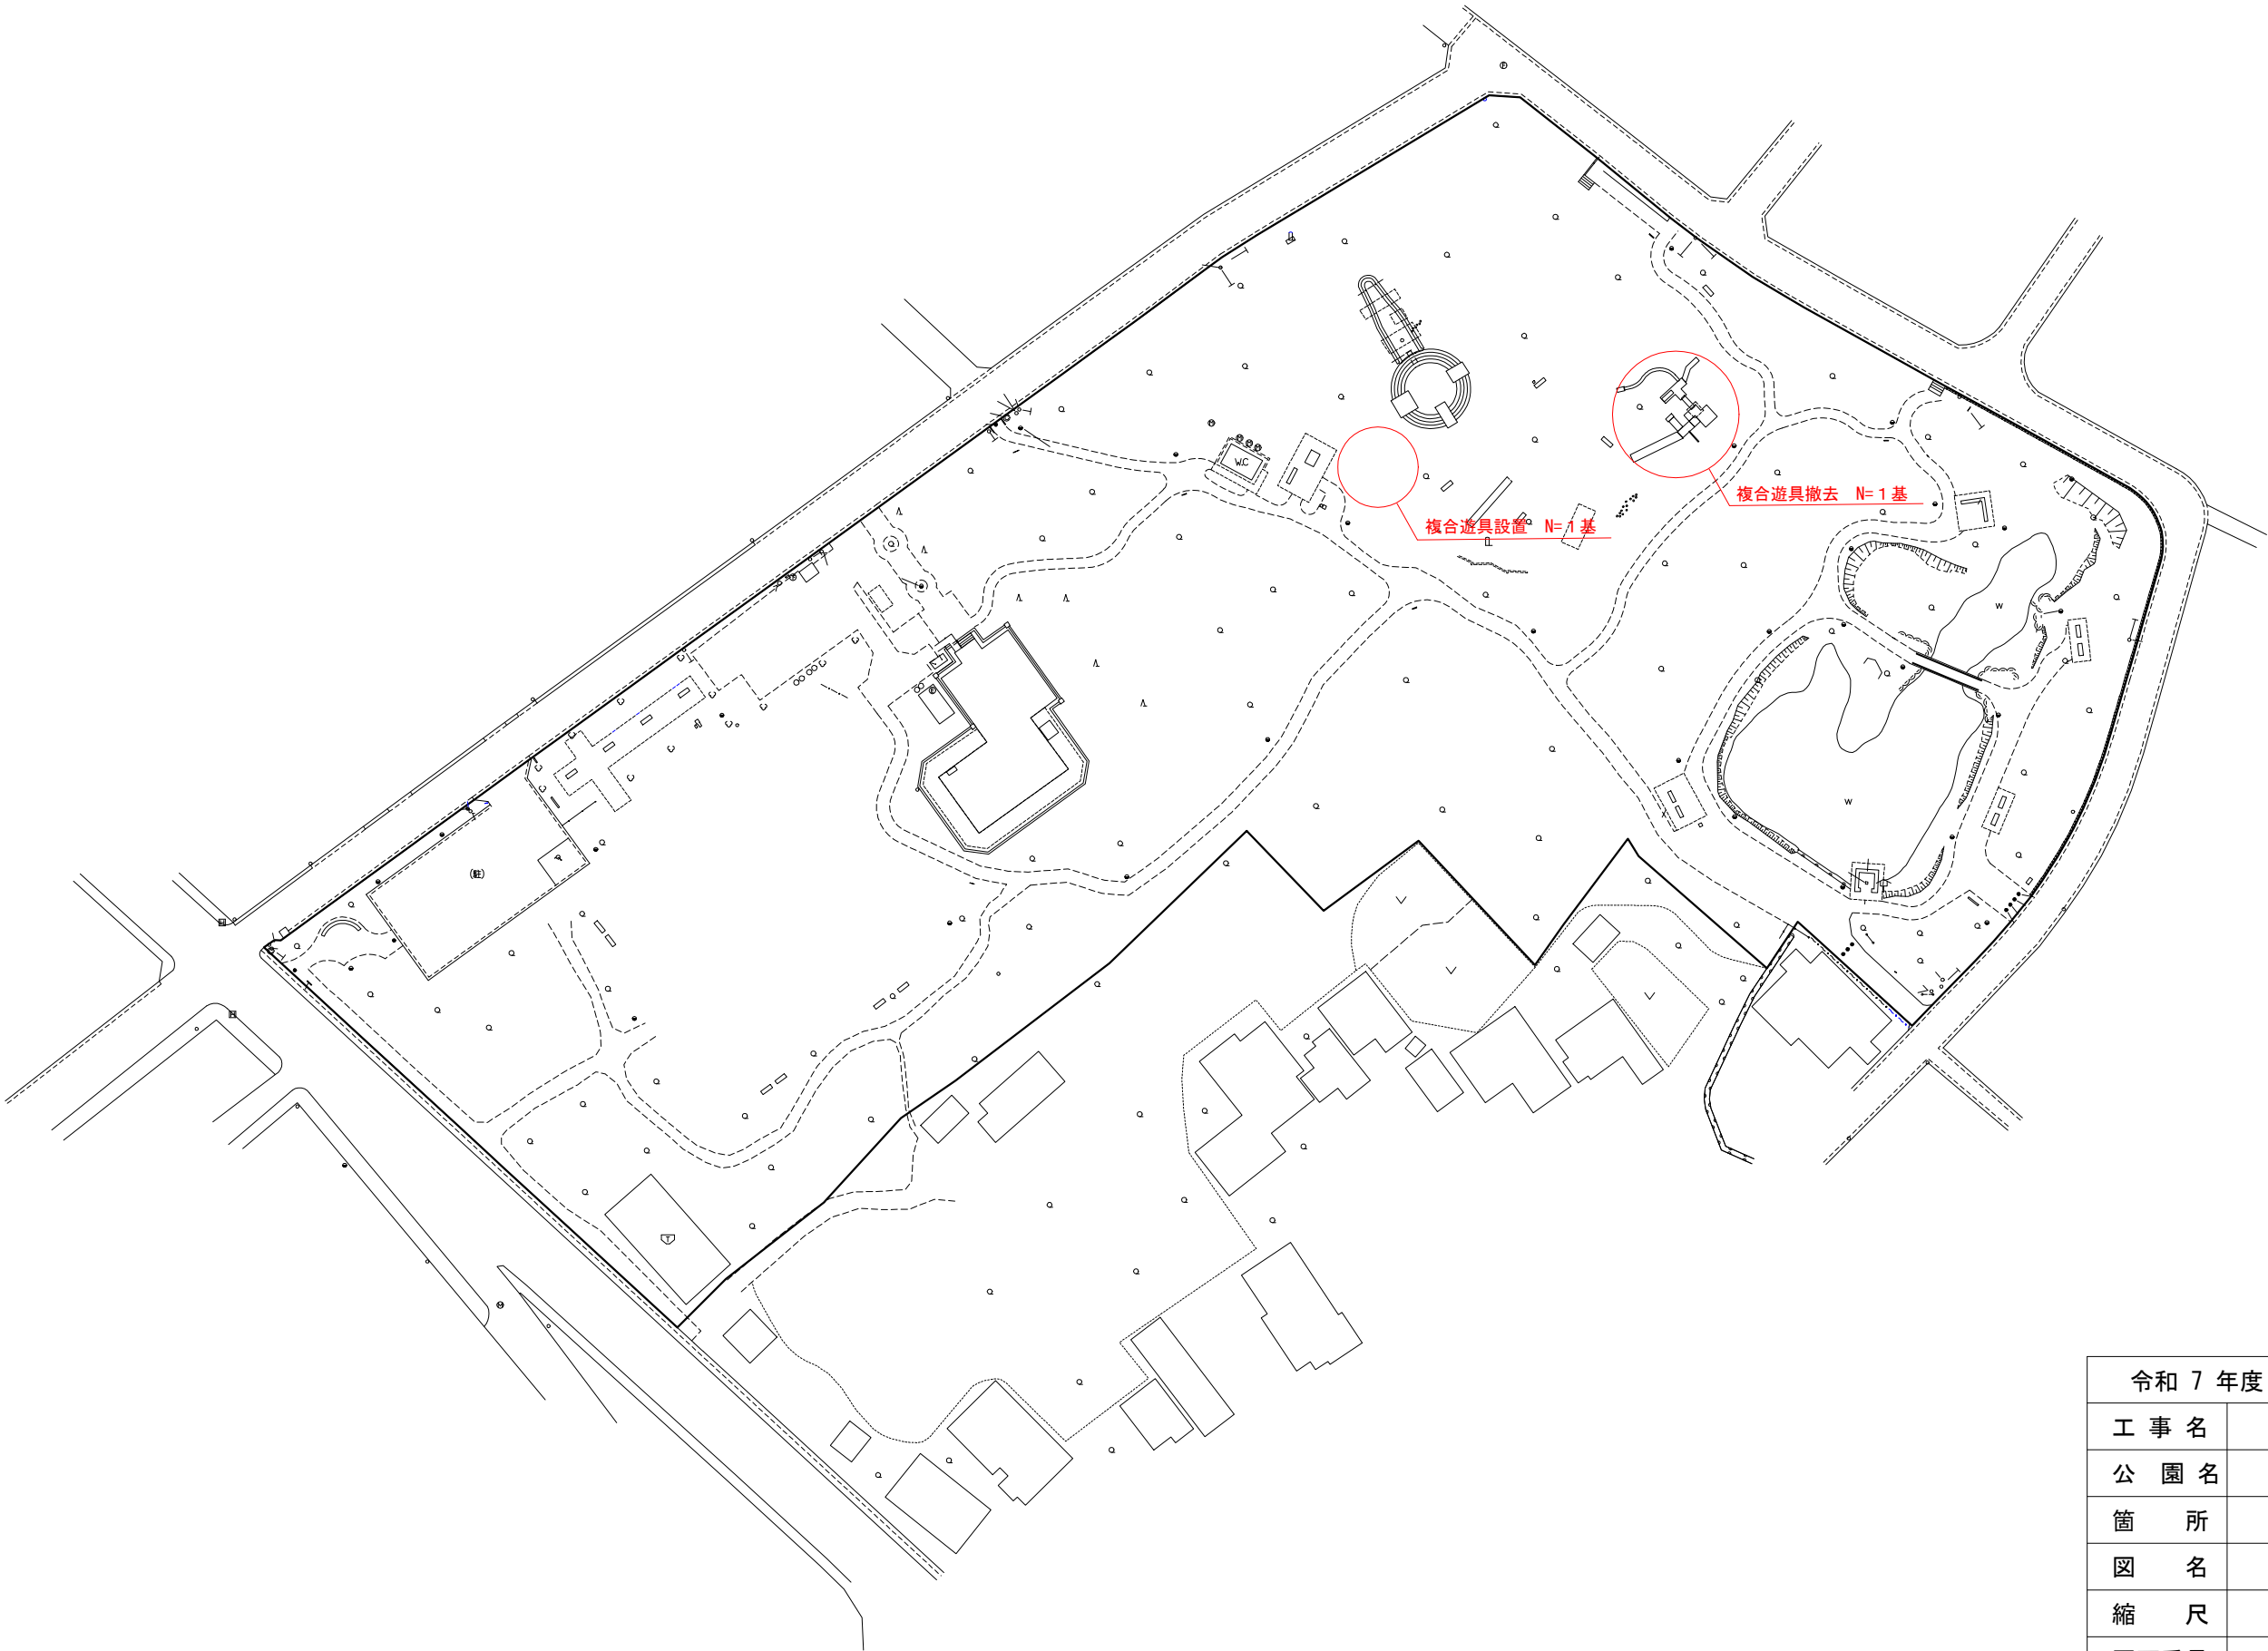 複合遊具撤去 N=1基
複合遊具設置 N=1基
W.C
(駐)
P
W
W
T
令和 7 年度
工 事 名
公 園 名
箇 所
図 名
縮 尺